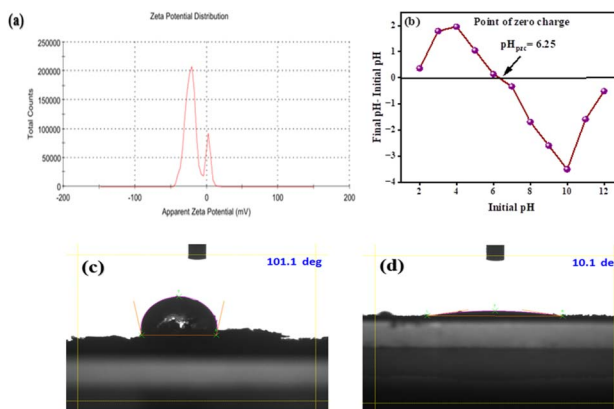 (a)
Zeta Potential Distribution
250000
200000
150000
100000
50000
0
Total Counts
-200
-100
0
100
200
Apparent Zeta Potential (mV)
(b)
Point of zero charge
pHpzc= 6.25
2
1
0
-1
-2
-3
-4
Final pH- Initial pH
2
4
6
8
10
12
Initial pH
(c)
101.1 deg
(d)
10.1 de